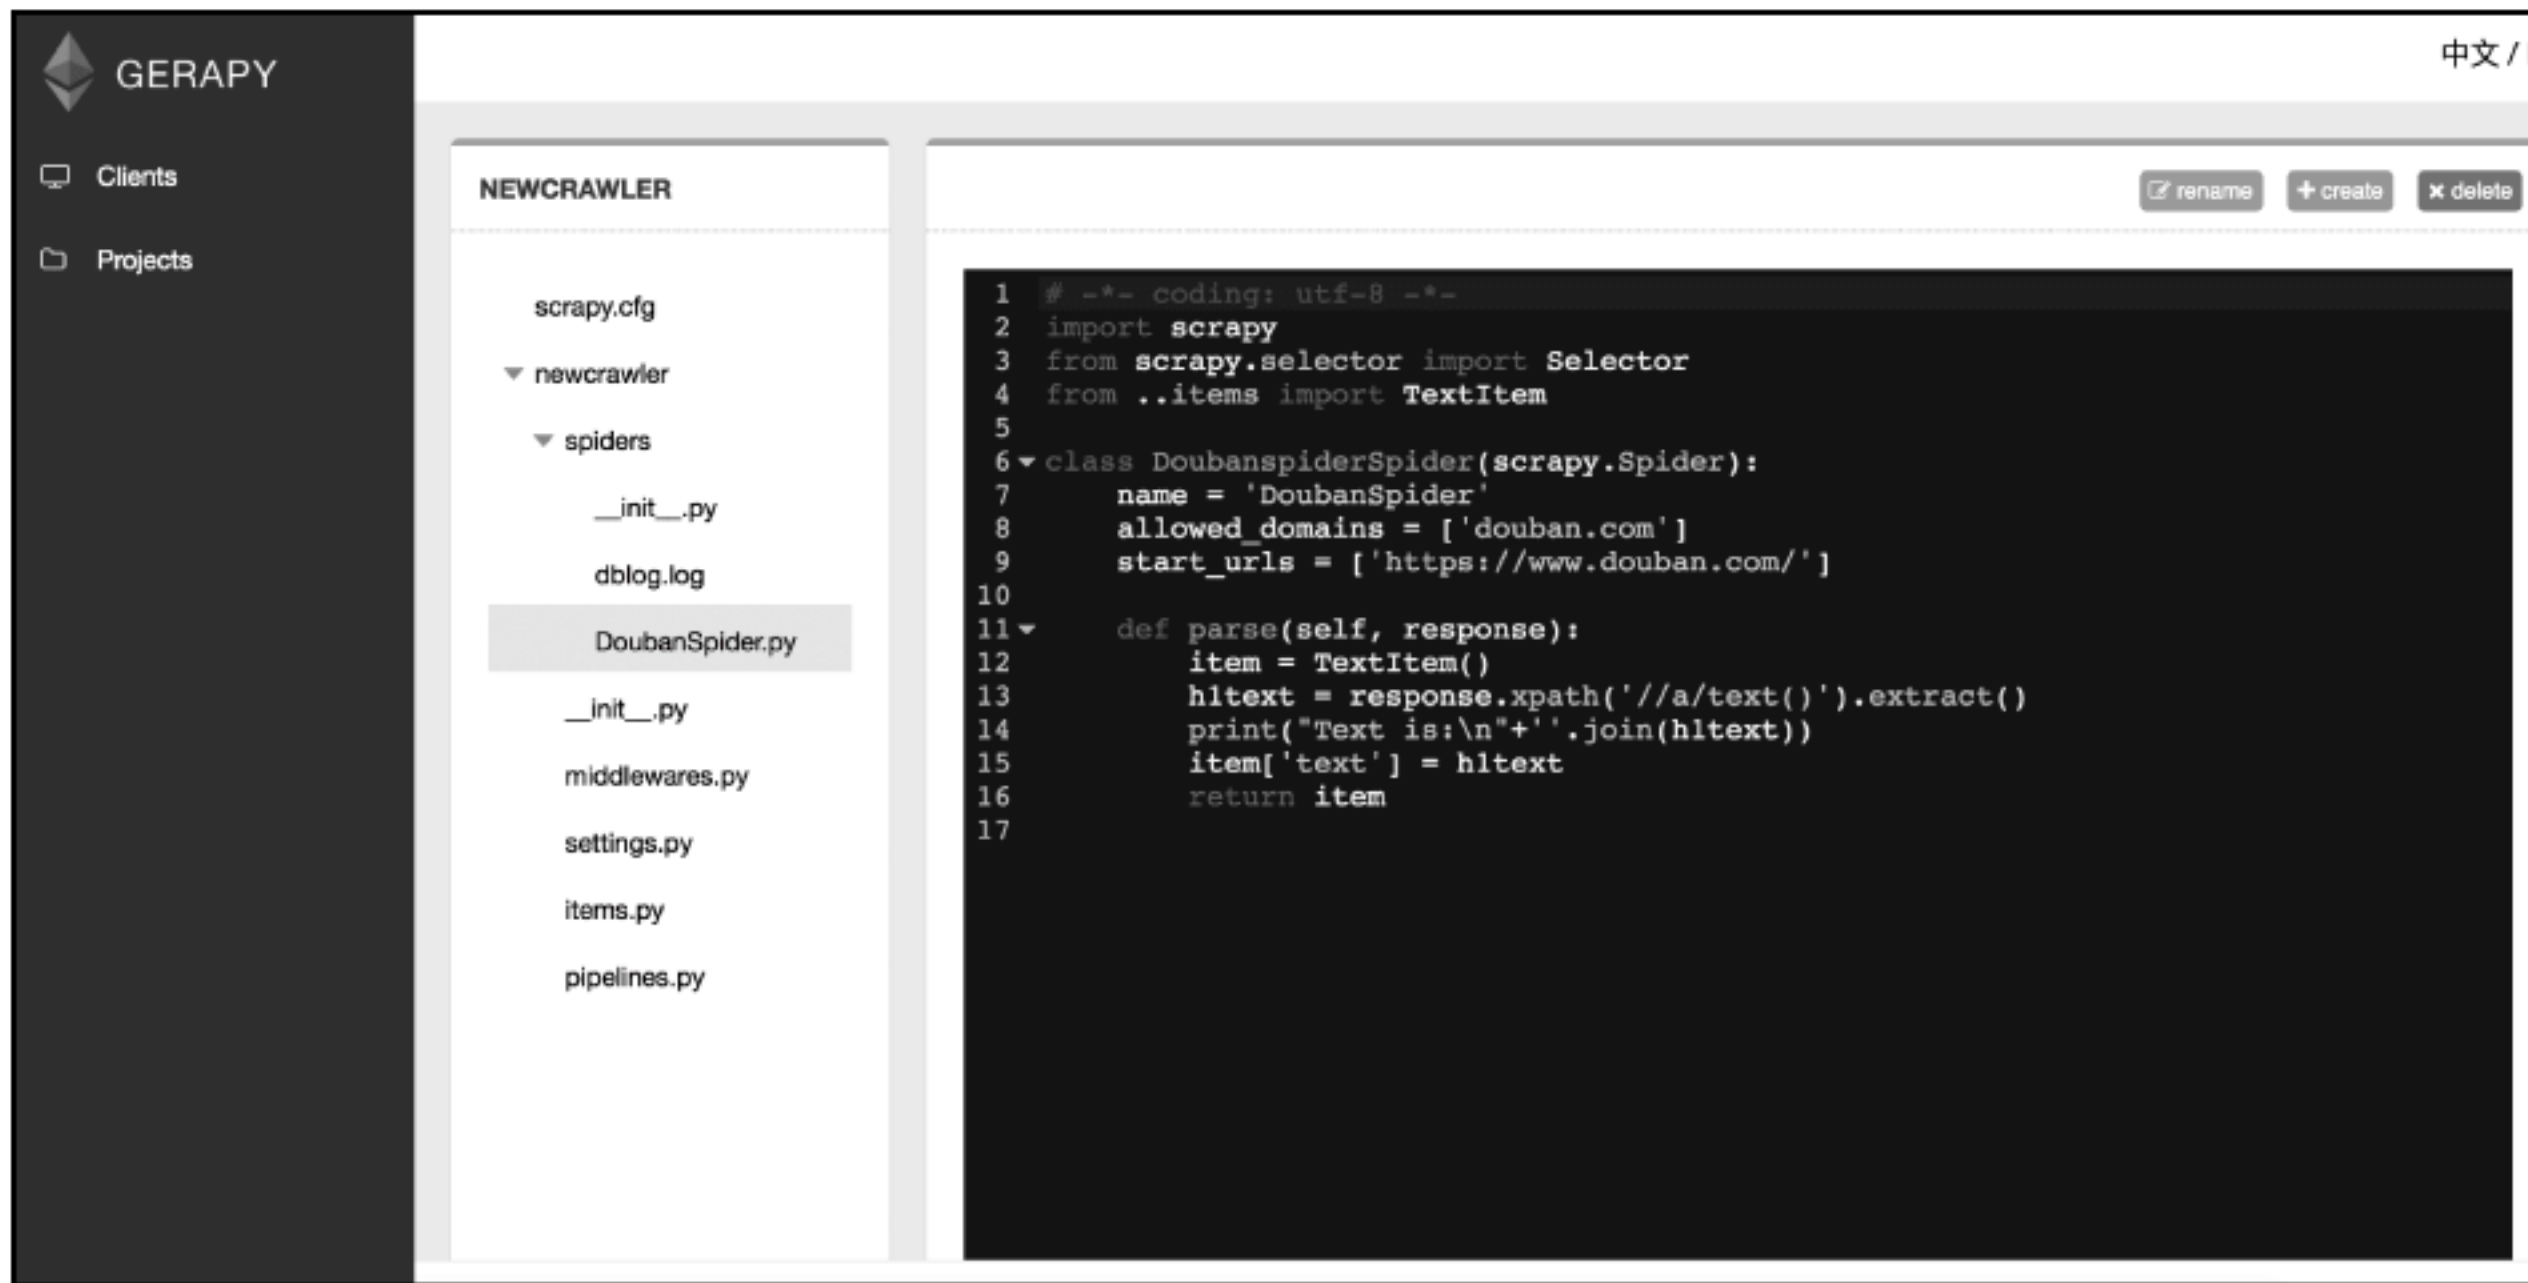 GERAPY
中文 /
Clients
Projects
NEWCRAWLER
rename
create
delete
scrapy.cfg
newcrawler
spiders
__init__.py
dblog.log
DoubanSpider.py
__init__.py
middlewares.py
settings.py
items.py
pipelines.py
1 # -*- coding: utf-8 -*-
2 import scrapy
3 from scrapy.selector import Selector
4 from ..items import TextItem
5
6 class DoubanspiderSpider(scrapy.Spider):
7     name = 'DoubanSpider'
8     allowed_domains = ['douban.com']
9     start_urls = ['https://www.douban.com/']
10
11     def parse(self, response):
12         item = TextItem()
13         h1text = response.xpath('//a/text()').extract()
14         print("Text is:\n"+''.join(h1text))
15         item['text'] = h1text
16         return item
17